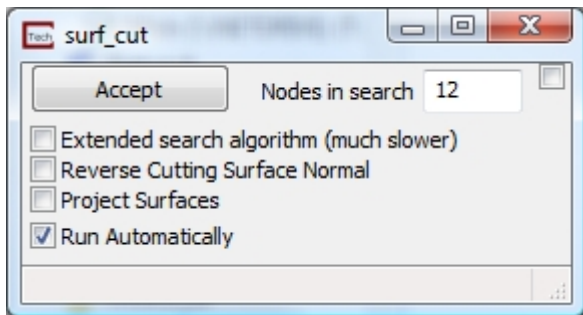 Tech surf_cut
Accept Nodes in search 12
Extended search algorithm (much slower)
Reverse Cutting Surface Normal
Project Surfaces
Run Automatically